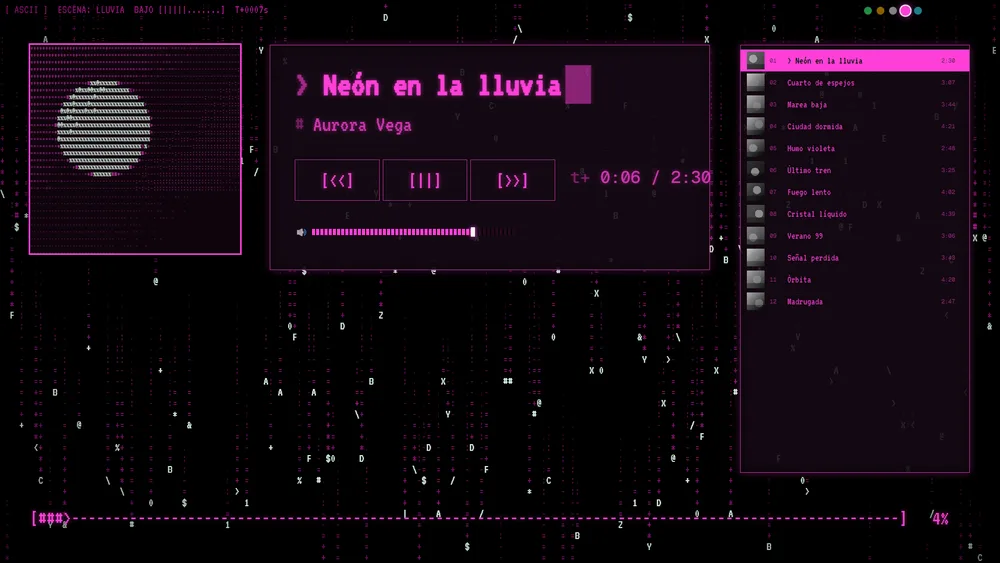 [ ASCII ] ESCENA: LLUVIA BAJO [|||||.......] T+0007s
❯ Neón en la lluvia
# Aurora Vega
[<<] [||] [>>] t+ 0:06 / 2:30
01 ❯ Neón en la lluvia 2:30
02 Cuarto de espejos 3:07
03 Marea baja 3:44
04 Ciudad dormida 4:21
05 Humo violeta 2:48
06 Último tren 3:25
07 Fuego lento 4:02
08 Cristal líquido 4:39
09 Verano 99 3:06
10 Señal perdida 3:43
11 Órbita 4:20
12 Madrugada 2:47
4%